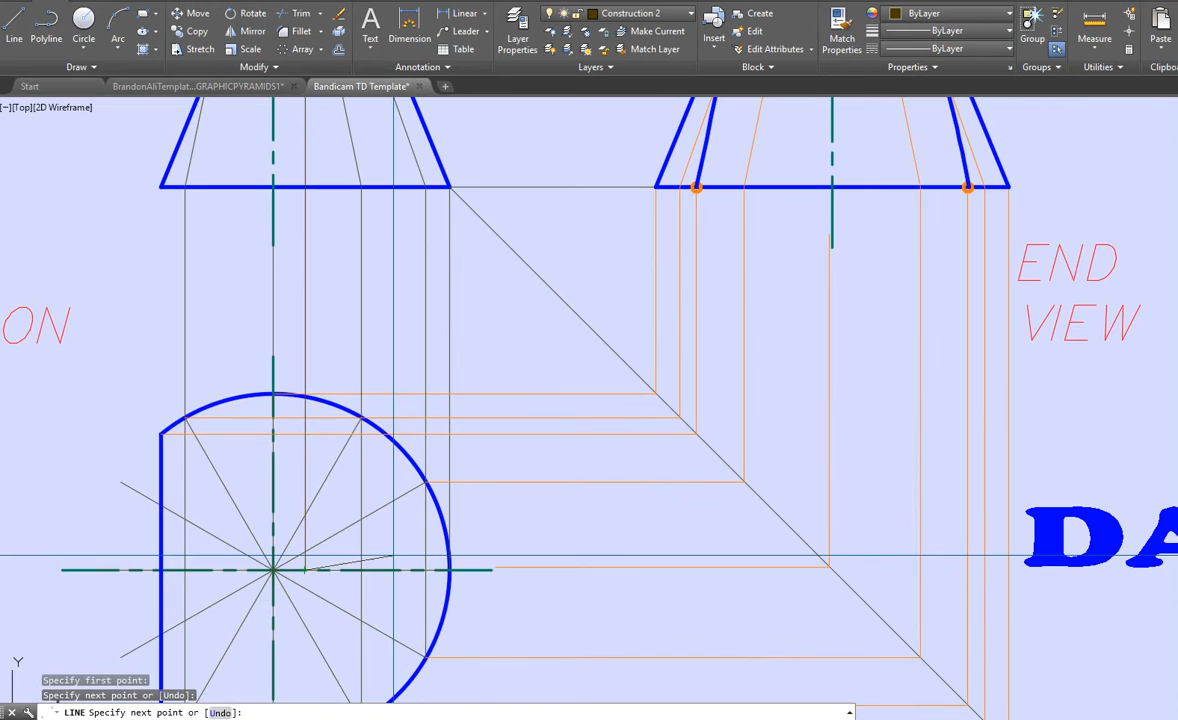 Line
Polyline
Circle
Arc
Move
Rotate
Trim
Copy
Mirror
Fillet
Stretch
Scale
Array
Draw
Modify
Text
Dimension
Linear
Leader
Table
Annotation
Layer
Properties
Construction 2
Make Current
Match Layer
Layers
Insert
Create
Edit
Edit Attributes
Block
Match
Properties
ByLayer
ByLayer
ByLayer
Properties
Group
Groups
Measure
Utilities
Paste
Clipboa
Start
BrandonAliTemplat...GRAPHICPYRAMIDS1*
Bandicam TD Template*
[−][Top][2D Wireframe]
END
VIEW
ON
DA
Y
Specify first point:
Specify next point or [Undo]:
LINE Specify next point or [Undo]: